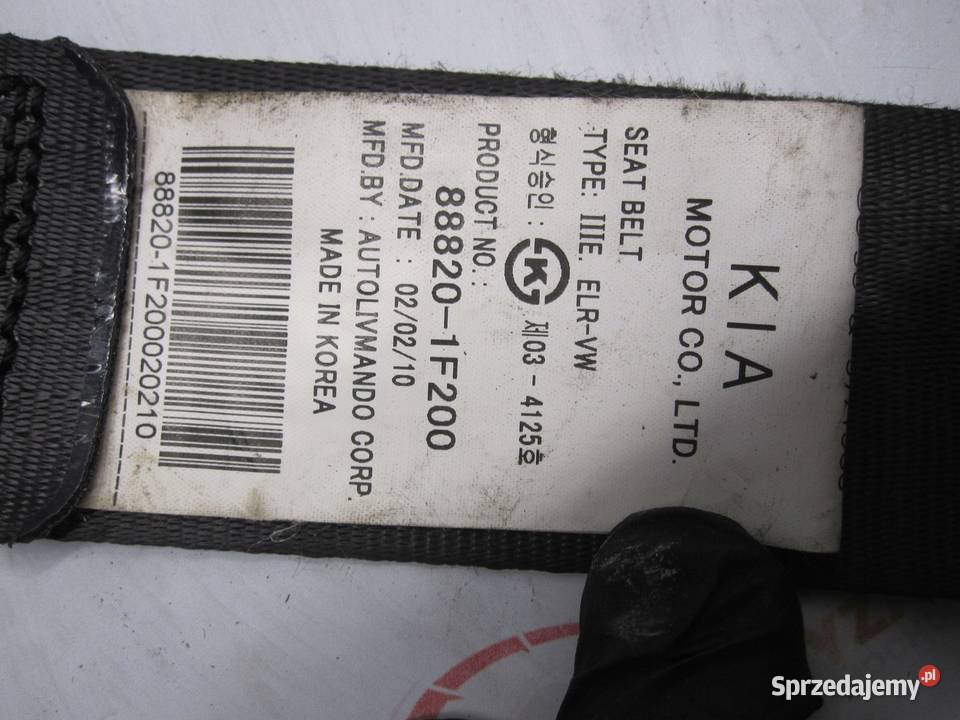 KIA
MOTOR CO., LTD.
SEAT BELT
TYPE: IIIE. ELR-VW
형식승인 : K 제03 - 4125호
PRODUCT NO. :
88820-1F200
MFD.DATE : 02/02/10
MFD.BY : AUTOLIVMANDO CORP.
MADE IN KOREA
88820-1F200020210
Sprzedajemy.pl